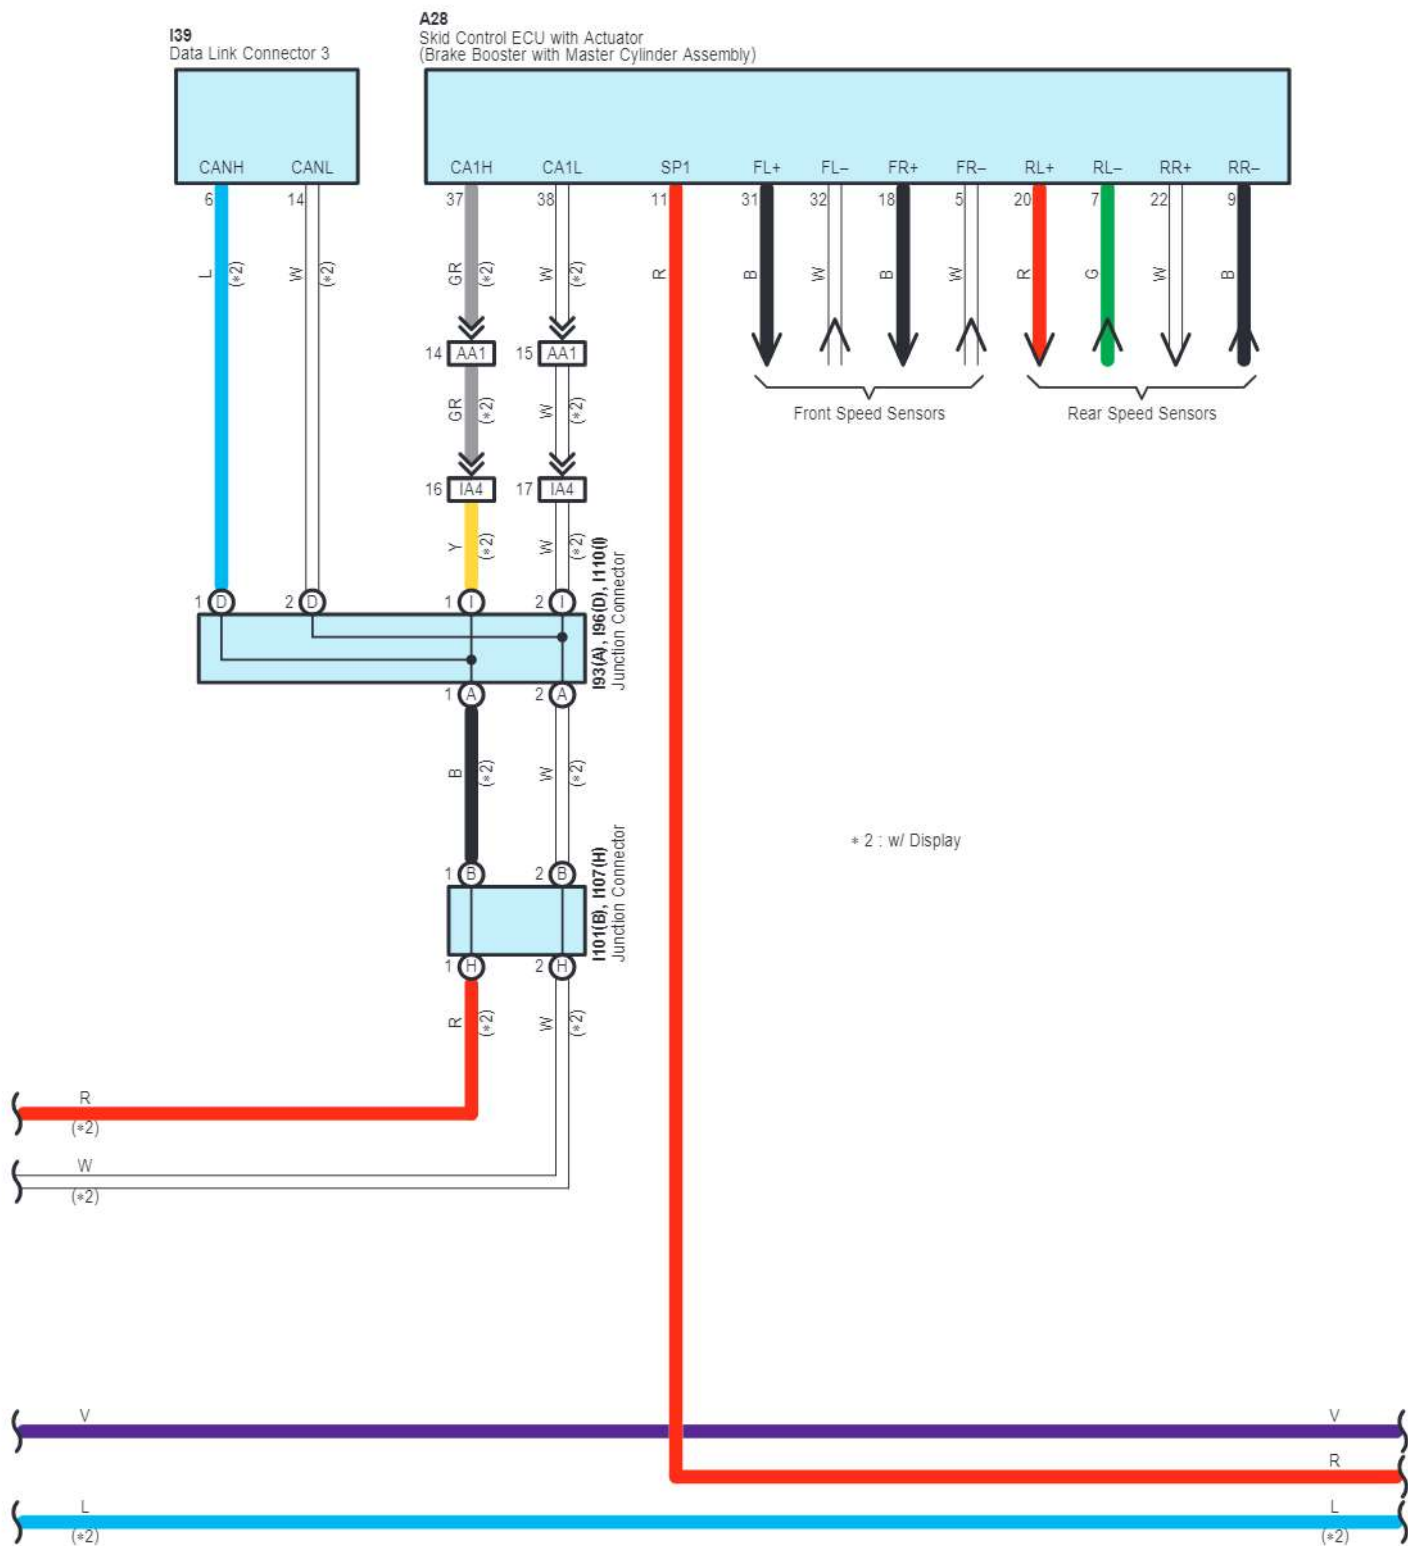 I39
Data Link Connector 3
A28
Skid Control ECU with Actuator
(Brake Booster with Master Cylinder Assembly)
CANH CANL
CA1H CA1L SP1 FL+ FL– FR+ FR– RL+ RL– RR+ RR–
6 14 37 38 11 31 32 18 5 20 7 22 9
L (*2) W (*2) GR (*2) W (*2) R B W B W R G W B
14 AA1 15 AA1
Front Speed Sensors
Rear Speed Sensors
GR (*2) W (*2)
16 IA4 17 IA4
Y (*2) W (*2)
I93(A), I96(D), I110(I)
Junction Connector
1 D 2 D 1 I 2 I
1 A 2 A
B (*2) W (*2)
* 2 : w/ Display
I101(B), I107(H)
Junction Connector
1 B 2 B
1 H 2 H
R (*2) W (*2)
R
(*2)
W
(*2)
V V
R
L L
(*2) (*2)